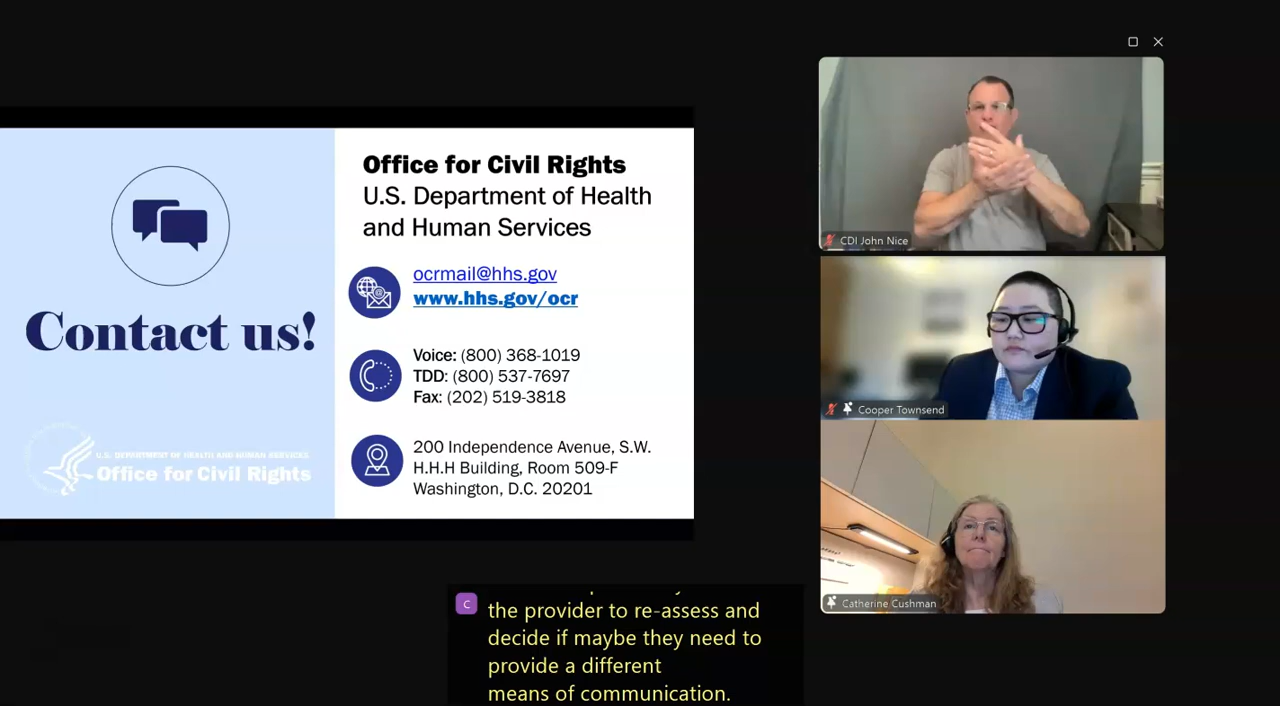 Contact us!
U.S. DEPARTMENT OF HEALTH AND HUMAN SERVICES
Office for Civil Rights
Office for Civil Rights
U.S. Department of Health
and Human Services
ocrmail@hhs.gov
www.hhs.gov/ocr
Voice: (800) 368-1019
TDD: (800) 537-7697
Fax: (202) 519-3818
200 Independence Avenue, S.W.
H.H.H Building, Room 509-F
Washington, D.C. 20201
CDI John Nice
Cooper Townsend
Catherine Cushman
C
the provider to re-assess and
decide if maybe they need to
provide a different
means of communication.